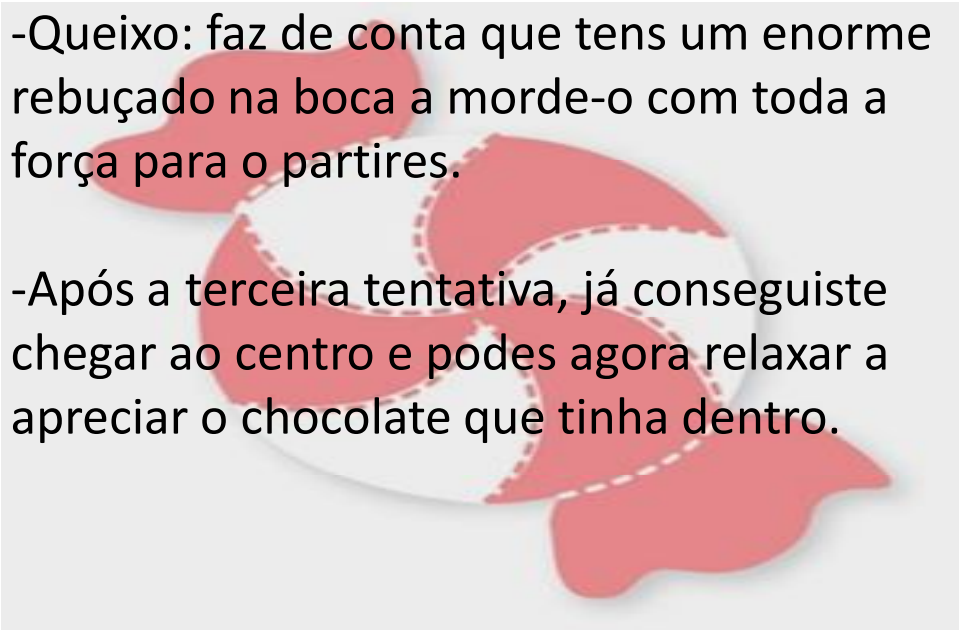 -Queixo: faz de conta que tens um enorme
rebuçado na boca a morde-o com toda a
força para o partires.
-Após a terceira tentativa, já conseguiste
chegar ao centro e podes agora relaxar a
apreciar o chocolate que tinha dentro.